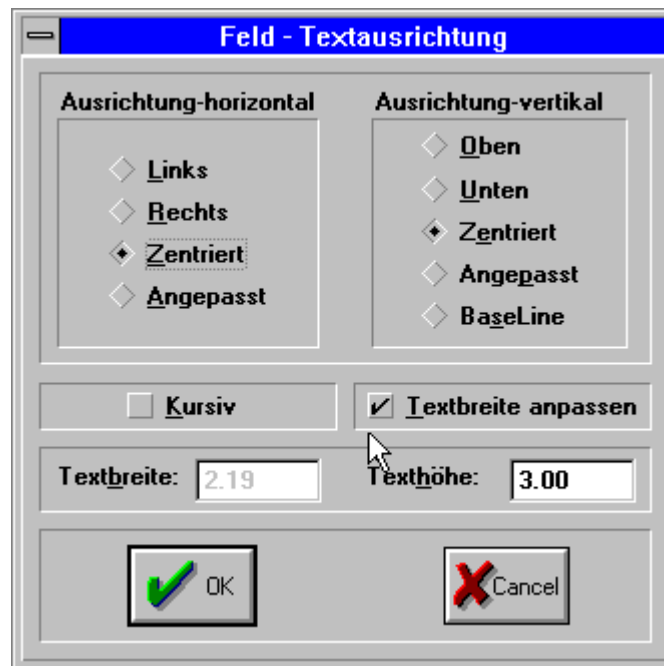 Feld - Textausrichtung
Ausrichtung-horizontal
Links
Rechts
Zentriert
Angepasst
Ausrichtung-vertikal
Oben
Unten
Zentriert
Angepasst
BaseLine
Kursiv
Textbreite anpassen
Textbreite: 2.19
Texthöhe: 3.00
OK
Cancel